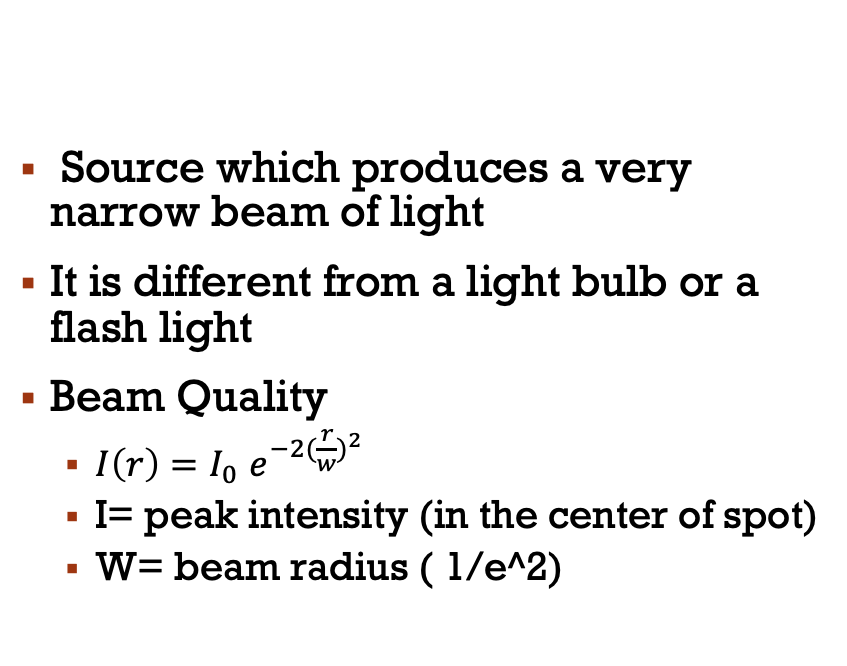 ▪ Source which produces a very
narrow beam of light
▪ It is different from a light bulb or a
flash light
▪ Beam Quality
▪ 𝐼(𝑟) = 𝐼₀ 𝑒^{−2(𝑟/𝑤)²}
▪ I= peak intensity (in the center of spot)
▪ W= beam radius ( 1/e^2)